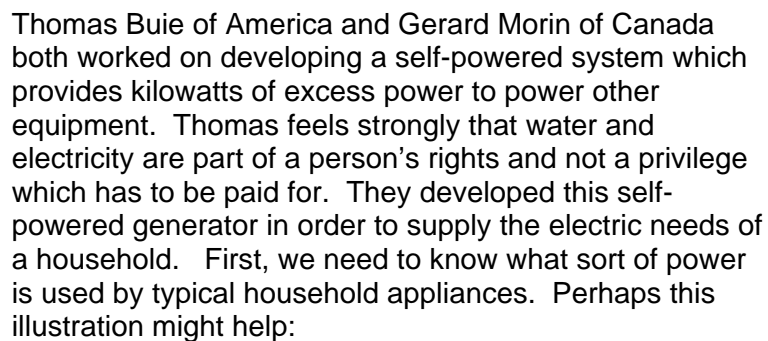 Thomas Buie of America and Gerard Morin of Canada
both worked on developing a self-powered system which
provides kilowatts of excess power to power other
equipment.  Thomas feels strongly that water and
electricity are part of a person’s rights and not a privilege
which has to be paid for.  They developed this self-
powered generator in order to supply the electric needs of
a household.   First, we need to know what sort of power
is used by typical household appliances.  Perhaps this
illustration might help: